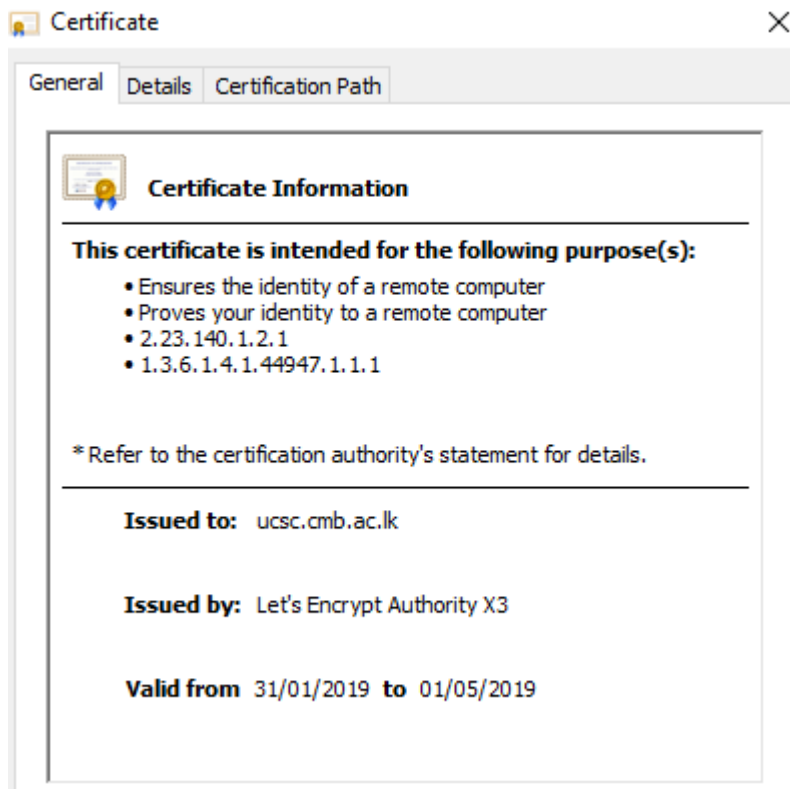 Certificate
General Details Certification Path
Certificate Information
This certificate is intended for the following purpose(s):
• Ensures the identity of a remote computer
• Proves your identity to a remote computer
• 2.23.140.1.2.1
• 1.3.6.1.4.1.44947.1.1.1
* Refer to the certification authority's statement for details.
Issued to: ucsc.cmb.ac.lk
Issued by: Let's Encrypt Authority X3
Valid from 31/01/2019 to 01/05/2019